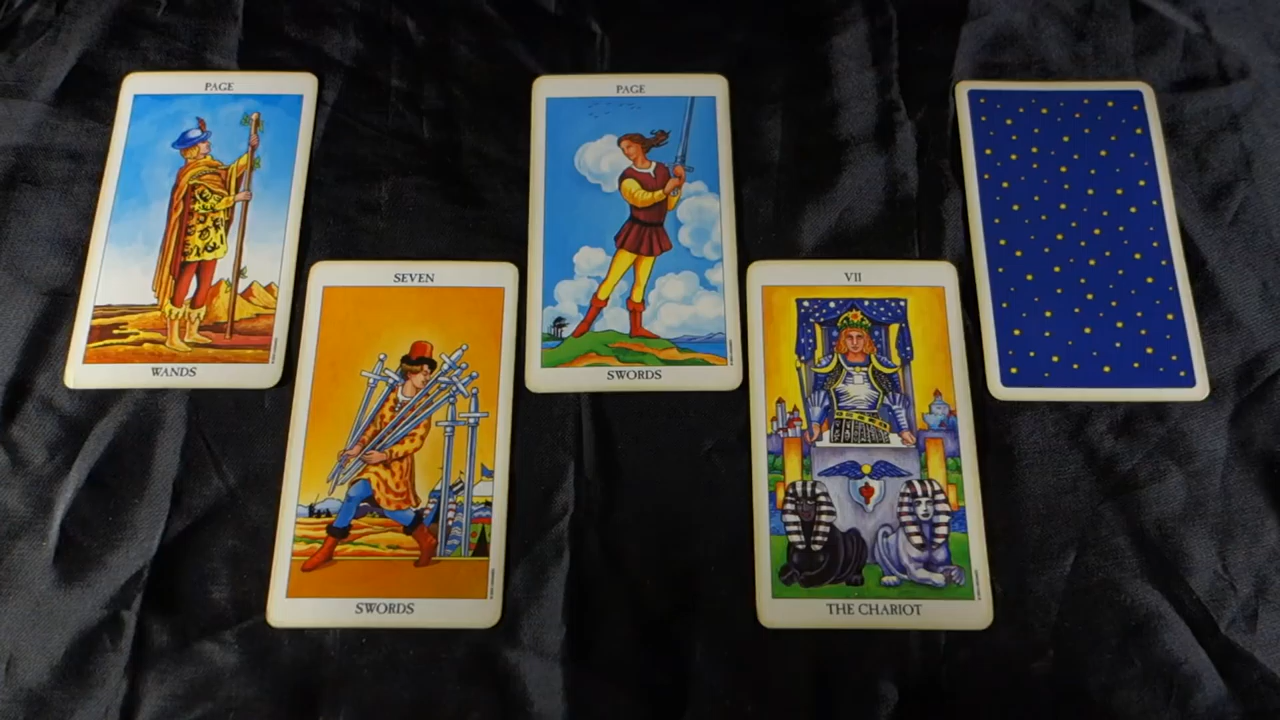 PAGE
WANDS
SEVEN
SWORDS
PAGE
SWORDS
VII
THE CHARIOT